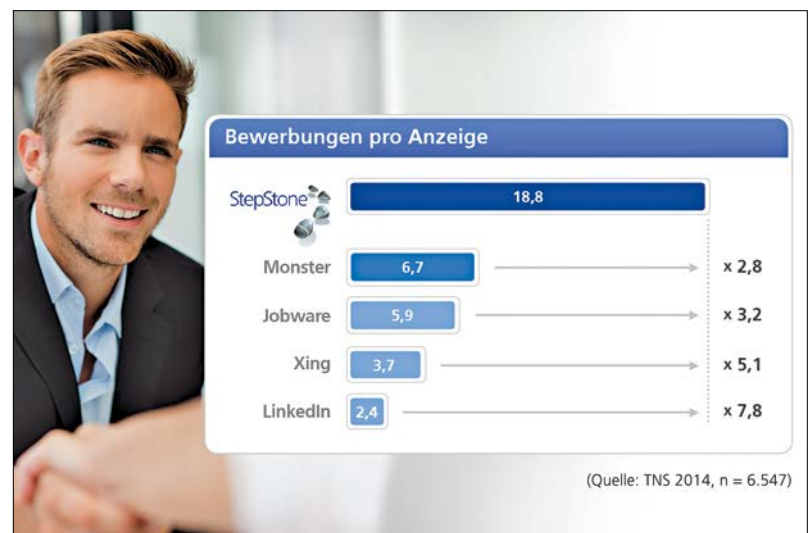 Bewerbungen pro Anzeige
StepStone 18,8
Monster 6,7 x 2,8
Jobware 5,9 x 3,2
Xing 3,7 x 5,1
LinkedIn 2,4 x 7,8
(Quelle: TNS 2014, n = 6.547)